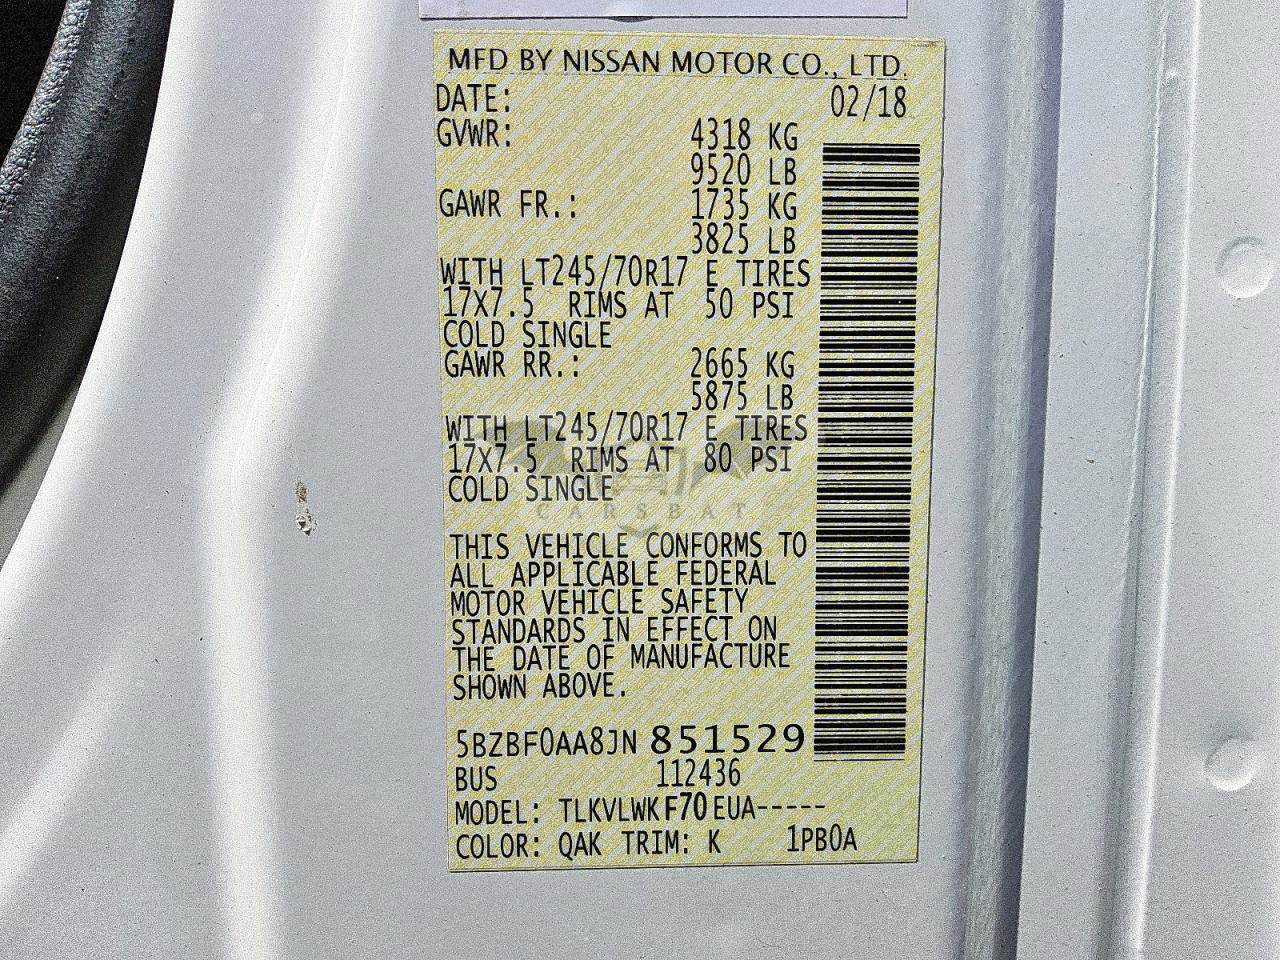 MFD BY NISSAN MOTOR CO., LTD.
DATE: 02/18
GVWR: 4318 KG
9520 LB
GAWR FR.: 1735 KG
3825 LB
WITH LT245/70R17 E TIRES
17X7.5 RIMS AT 50 PSI
COLD SINGLE
GAWR RR.: 2665 KG
5875 LB
WITH LT245/70R17 E TIRES
17X7.5 RIMS AT 80 PSI
COLD SINGLE
CARSBAT
THIS VEHICLE CONFORMS TO
ALL APPLICABLE FEDERAL
MOTOR VEHICLE SAFETY
STANDARDS IN EFFECT ON
THE DATE OF MANUFACTURE
SHOWN ABOVE.
5BZBF0AA8JN 851529
BUS 112436
MODEL: TLKVLWK F70 EUA-----
COLOR: QAK TRIM: K 1PB0A